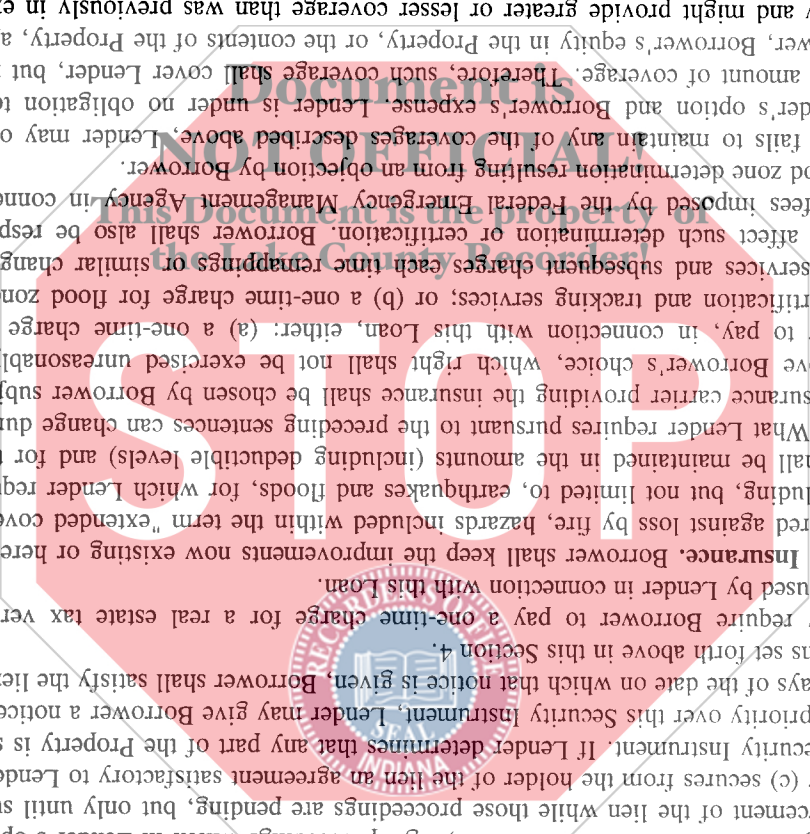 Document is
NOT OFFICIAL!
This Document is the property of
the Lake County Recorder!
STOP
RECORDER'S OFFICE
SEAL
INDIANA
cement of the lien while those proceedings are pending, but only until su
(c) secures from the holder of the lien an agreement satisfactory to Lende
ecurity Instrument. If Lender determines that any part of the Property is s
priority over this Security Instrument, Lender may give Borrower a notice
ays of the date on which that notice is given, Borrower shall satisfy the lie
ns set forth above in this Section 4.
require Borrower to pay a one-time charge for a real estate tax ver
used by Lender in connection with this Loan.
Insurance. Borrower shall keep the improvements now existing or here
red against loss by fire, hazards included within the term "extended cove
luding, but not limited to, earthquakes and floods, for which Lender requ
hall be maintained in the amounts (including deductible levels) and for t
What Lender requires pursuant to the preceding sentences can change du
surance carrier providing the insurance shall be chosen by Borrower subj
ve Borrower's choice, which right shall not be exercised unreasonabl
to pay, in connection with this Loan, either: (a) a one-time charge
rtification and tracking services; or (b) a one-time charge for flood zon
services and subsequent charges each time remappings or similar chang
affect such determination or certification. Borrower shall also be resp
fees imposed by the Federal Emergency Management Agency in conne
od zone determination resulting from an objection by Borrower.
fails to maintain any of the coverages described above, Lender may o
der's option and Borrower's expense. Lender is under no obligation to
amount of coverage. Therefore, such coverage shall cover Lender, but
wer, Borrower's equity in the Property, or the contents of the Property, a
y and might provide greater or lesser coverage than was previously in e